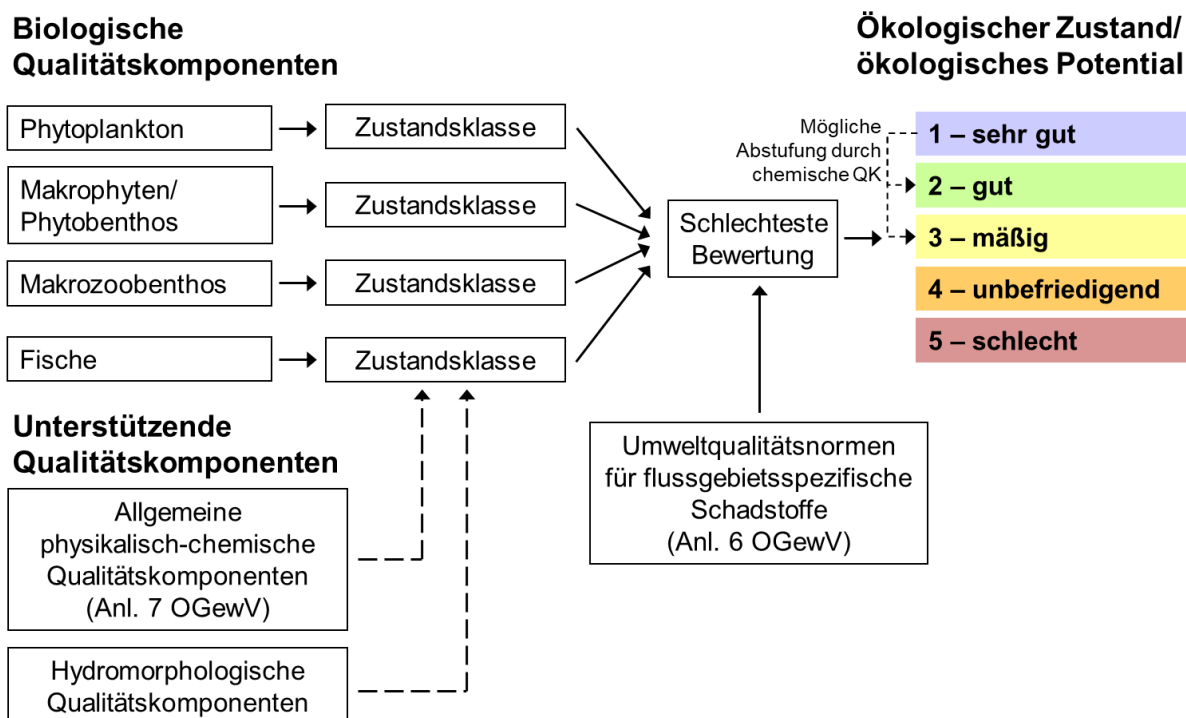 Biologische
Qualitätskomponenten
Ökologischer Zustand/
ökologisches Potential
Phytoplankton
Zustandsklasse
Makrophyten/
Phytobenthos
Zustandsklasse
Makrozoobenthos
Zustandsklasse
Fische
Zustandsklasse
Schlechteste
Bewertung
Mögliche
Abstufung durch
chemische QK
1 – sehr gut
2 – gut
3 – mäßig
4 – unbefriedigend
5 – schlecht
Unterstützende
Qualitätskomponenten
Allgemeine
physikalisch-chemische
Qualitätskomponenten
(Anl. 7 OGewV)
Hydromorphologische
Qualitätskomponenten
Umweltqualitätsnormen
für flussgebietsspezifische
Schadstoffe
(Anl. 6 OGewV)